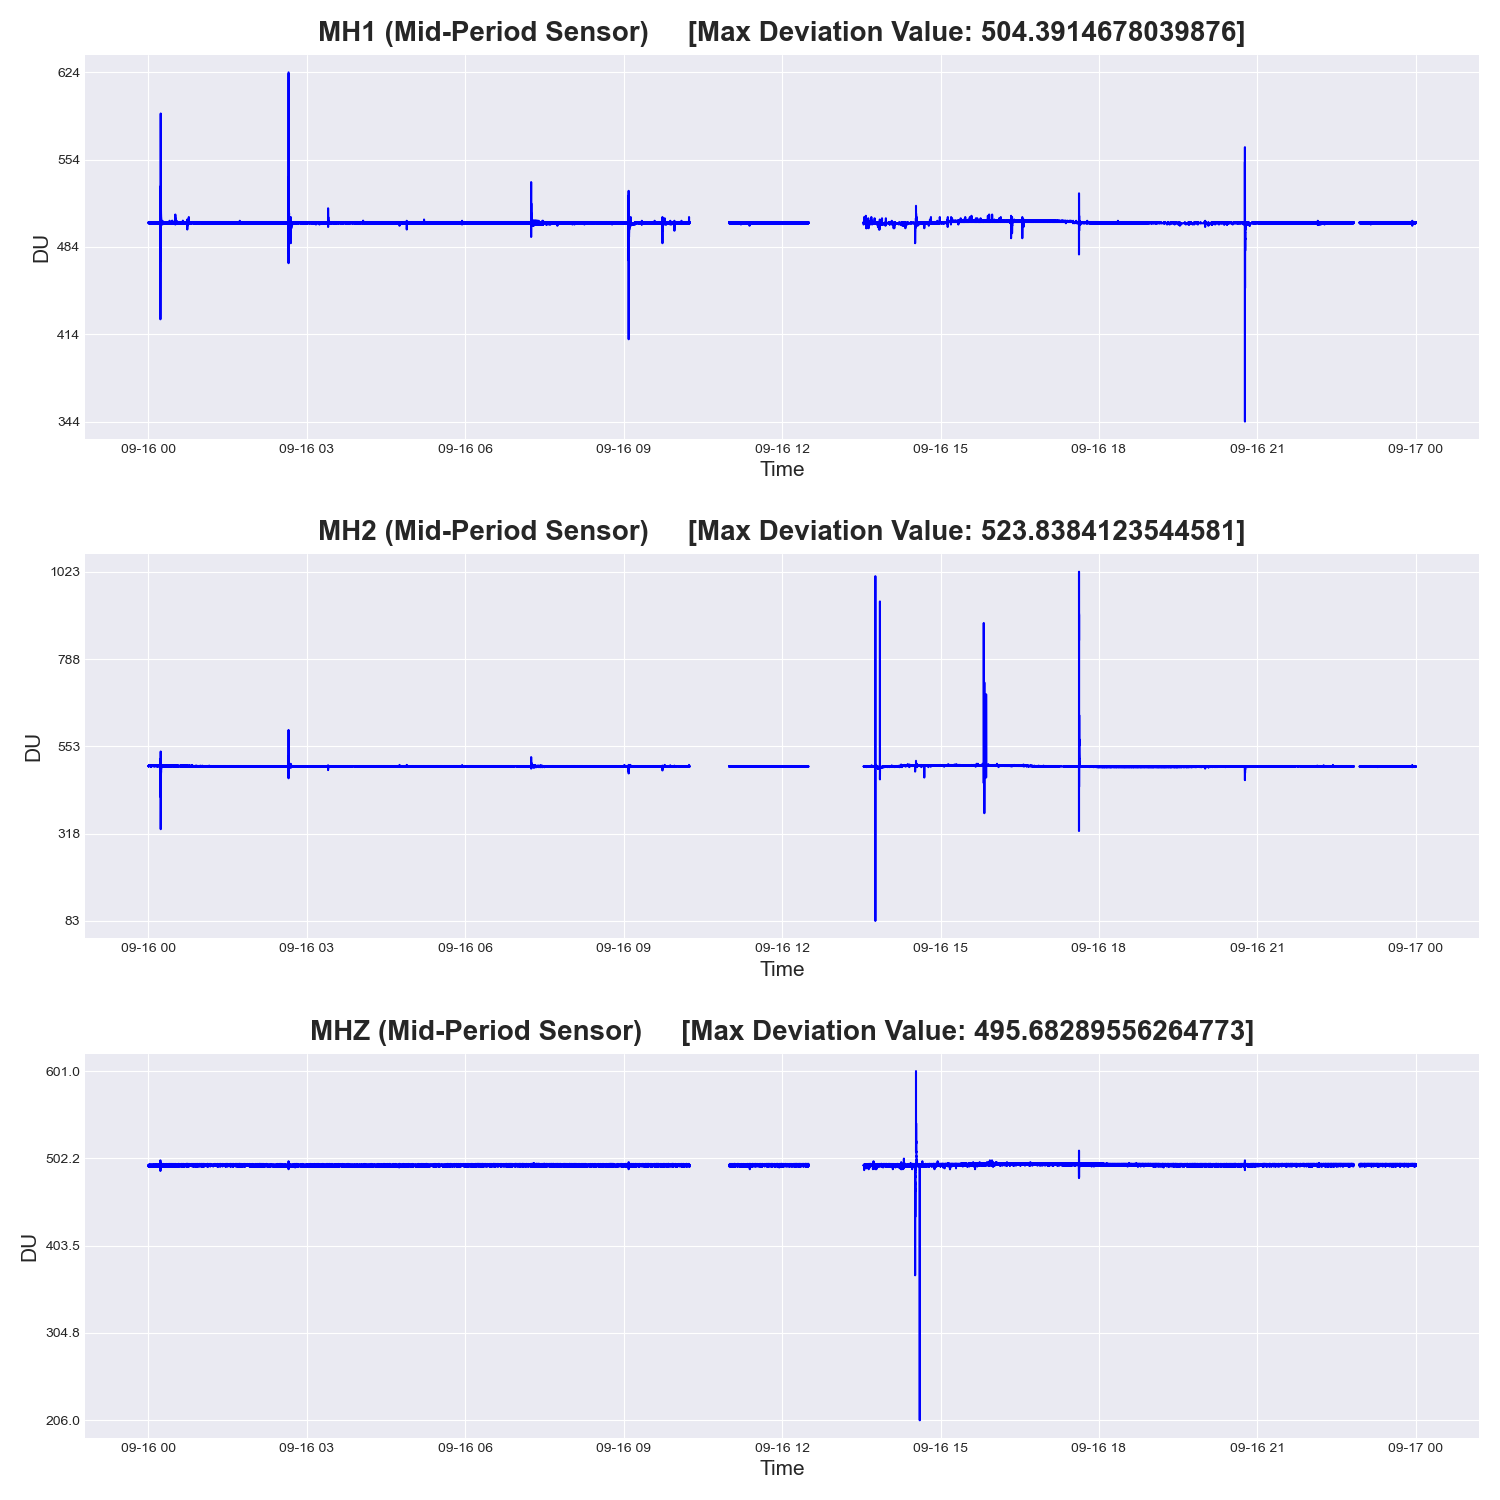 MH1 (Mid-Period Sensor) [Max Deviation Value: 504.3914678039876]
624
554
484
414
344
DU
09-16 00 09-16 03 09-16 06 09-16 09 09-16 12 09-16 15 09-16 18 09-16 21 09-17 00
Time
MH2 (Mid-Period Sensor) [Max Deviation Value: 523.8384123544581]
1023
788
553
318
83
DU
09-16 00 09-16 03 09-16 06 09-16 09 09-16 12 09-16 15 09-16 18 09-16 21 09-17 00
Time
MHZ (Mid-Period Sensor) [Max Deviation Value: 495.68289556264773]
601.0
502.2
403.5
304.8
206.0
DU
09-16 00 09-16 03 09-16 06 09-16 09 09-16 12 09-16 15 09-16 18 09-16 21 09-17 00
Time